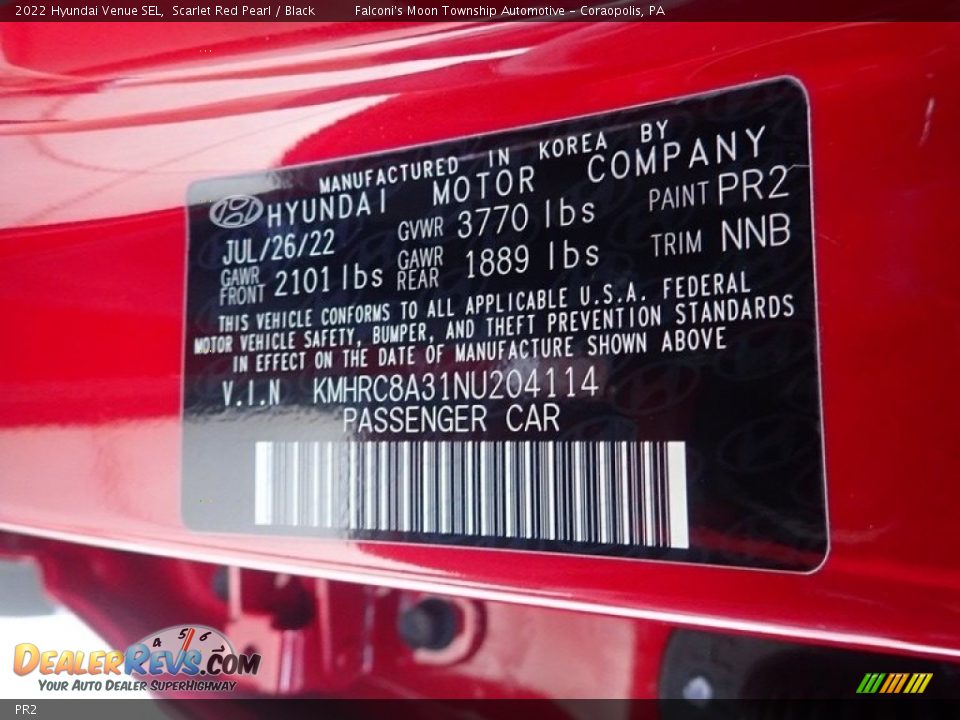 2022 Hyundai Venue SEL, Scarlet Red Pearl / Black Falconi's Moon Township Automotive - Coraopolis, PA
MANUFACTURED IN KOREA BY
HYUNDAI MOTOR COMPANY
JUL/26/22 GVWR 3770 lbs PAINT PR2
GAWR FRONT 2101 lbs GAWR REAR 1889 lbs TRIM NNB
THIS VEHICLE CONFORMS TO ALL APPLICABLE U.S.A. FEDERAL
MOTOR VEHICLE SAFETY, BUMPER, AND THEFT PREVENTION STANDARDS
IN EFFECT ON THE DATE OF MANUFACTURE SHOWN ABOVE
V.I.N KMHRC8A31NU204114
PASSENGER CAR
4 5 6
DealerRevs.com
Your Auto Dealer SuperHighway
PR2